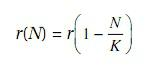 r(N) = r(1 - N/K)